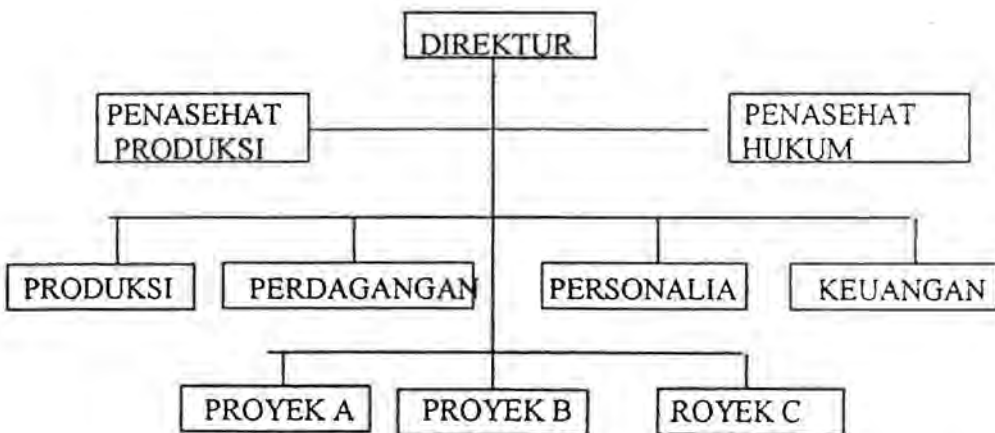 DIREKTUR
PENASEHAT
PRODUKSI
PENASEHAT
HUKUM
PRODUKSI
PERDAGANGAN
PERSONALIA
KEUANGAN
PROYEK A
PROYEK B
ROYEK C